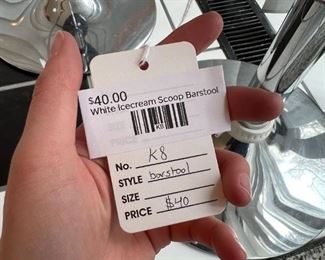 $40.00
White Icecream Scoop Barstool
K8
No. K8
STYLE barstool
SIZE
PRICE $40